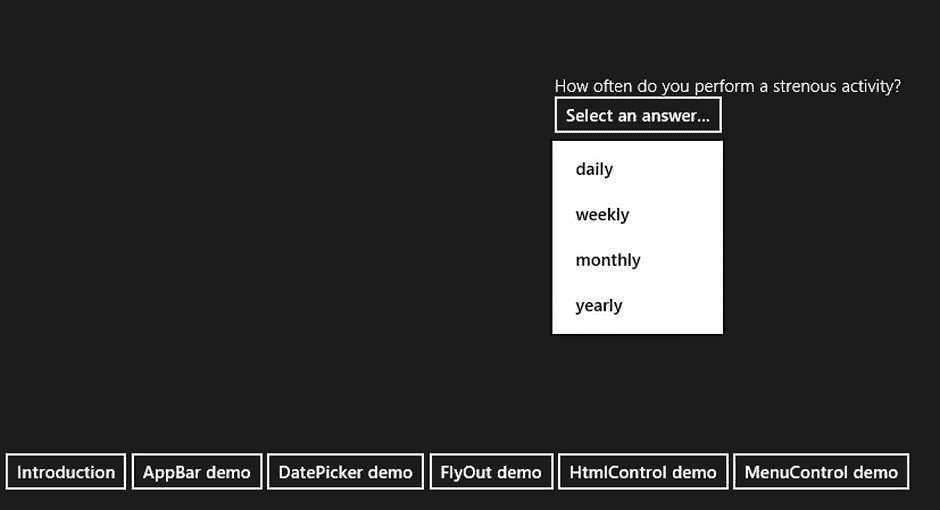 How often do you perform a strenous activity?
Select an answer...
daily
weekly
monthly
yearly
Introduction AppBar demo DatePicker demo FlyOut demo HtmlControl demo MenuControl demo